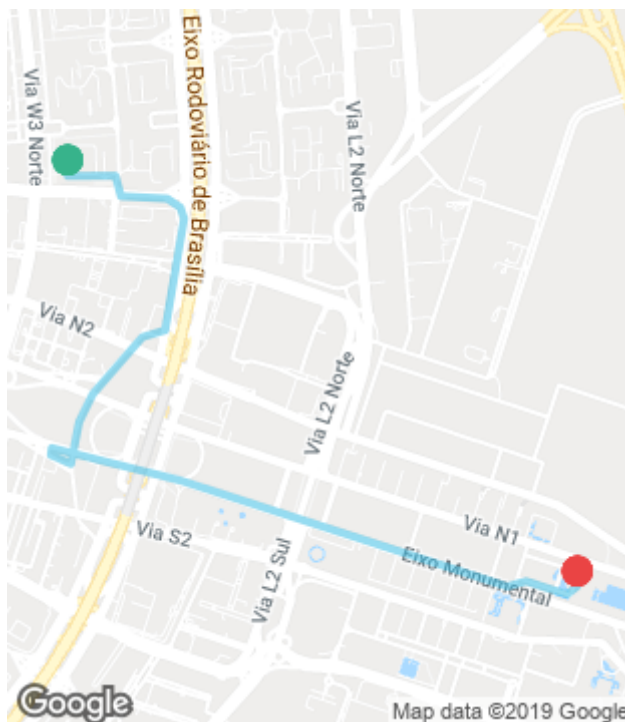 Eixo Rodoviário de Brasília
Via W3 Norte
Via L2 Norte
Via N2
Via L2 Norte
Via N1
Via S2
Eixo Monumental
Via L2 Sul
Google
Map data ©2019 Google